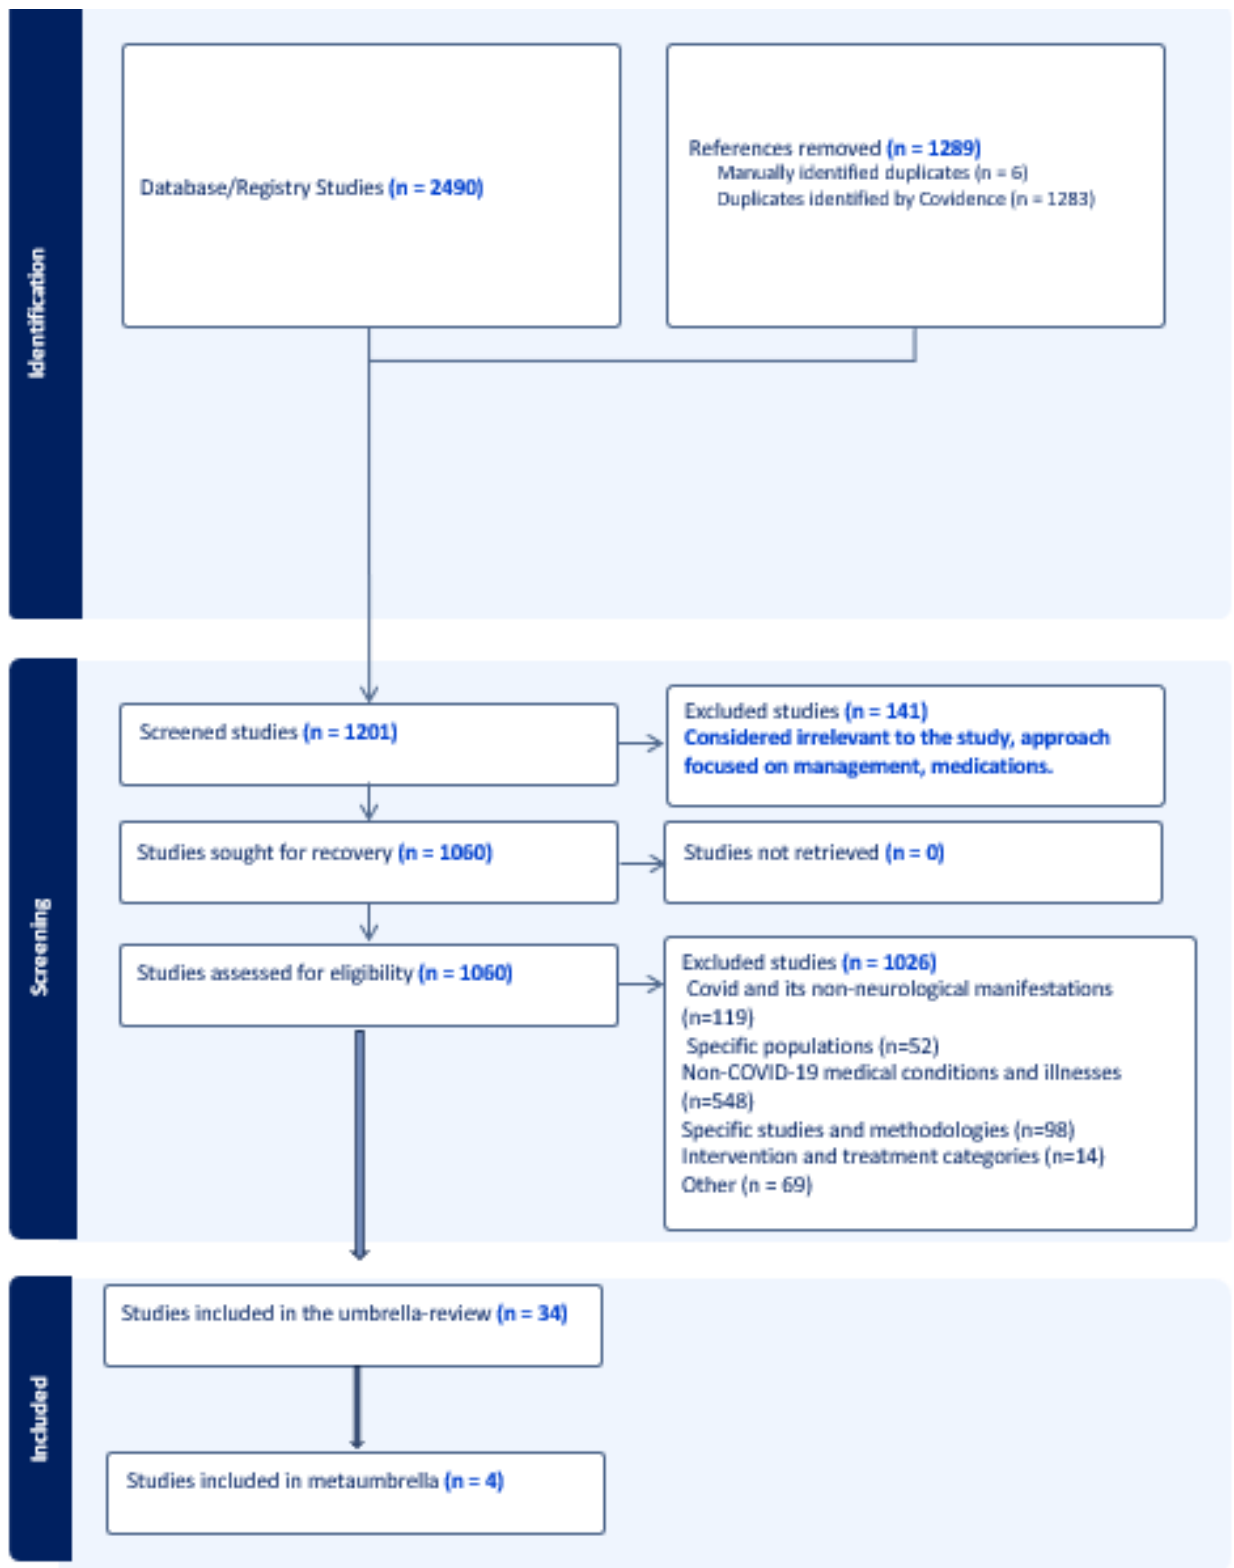 Identification
Database/Registry Studies (n = 2490)
References removed (n = 1289)
Manually identified duplicates (n = 6)
Duplicates identified by Covidence (n = 1283)
Screening
Screened studies (n = 1201)
Excluded studies (n = 141)
Considered irrelevant to the study, approach
focused on management, medications.
Studies sought for recovery (n = 1060)
Studies not retrieved (n = 0)
Studies assessed for eligibility (n = 1060)
Excluded studies (n = 1026)
Covid and its non-neurological manifestations
(n=119)
Specific populations (n=52)
Non-COVID-19 medical conditions and illnesses
(n=548)
Specific studies and methodologies (n=98)
Intervention and treatment categories (n=14)
Other (n = 69)
Included
Studies included in the umbrella-review (n = 34)
Studies included in metaumbrella (n = 4)